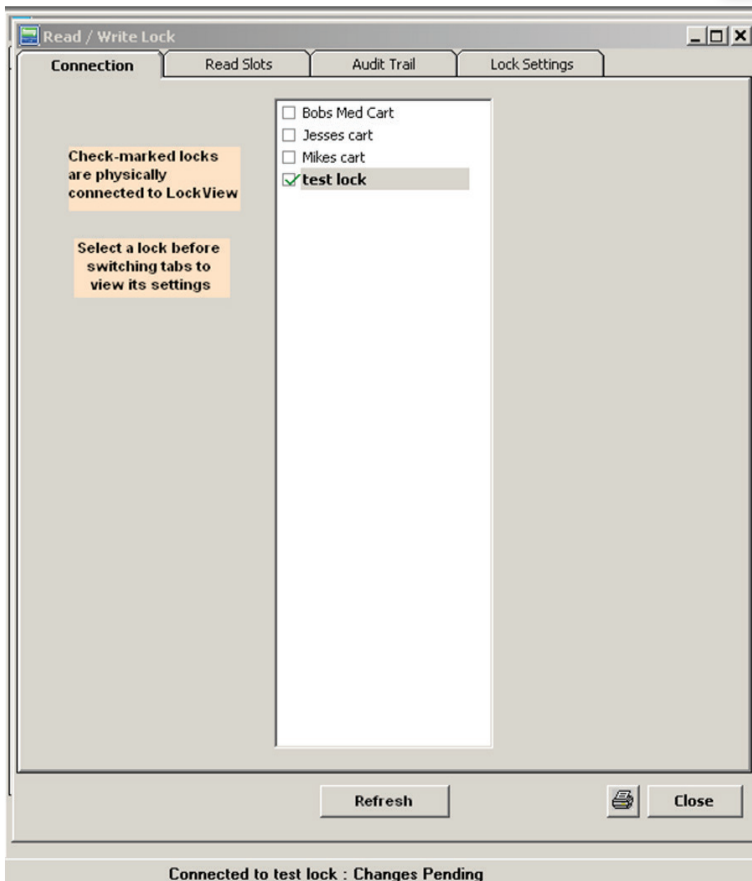 Read / Write Lock
Connection
Read Slots
Audit Trail
Lock Settings
Bobs Med Cart
Jesses cart
Mikes cart
test lock
Check-marked locks
are physically
connected to LockView
Select a lock before
switching tabs to
view its settings
Refresh
Close
Connected to test lock : Changes Pending